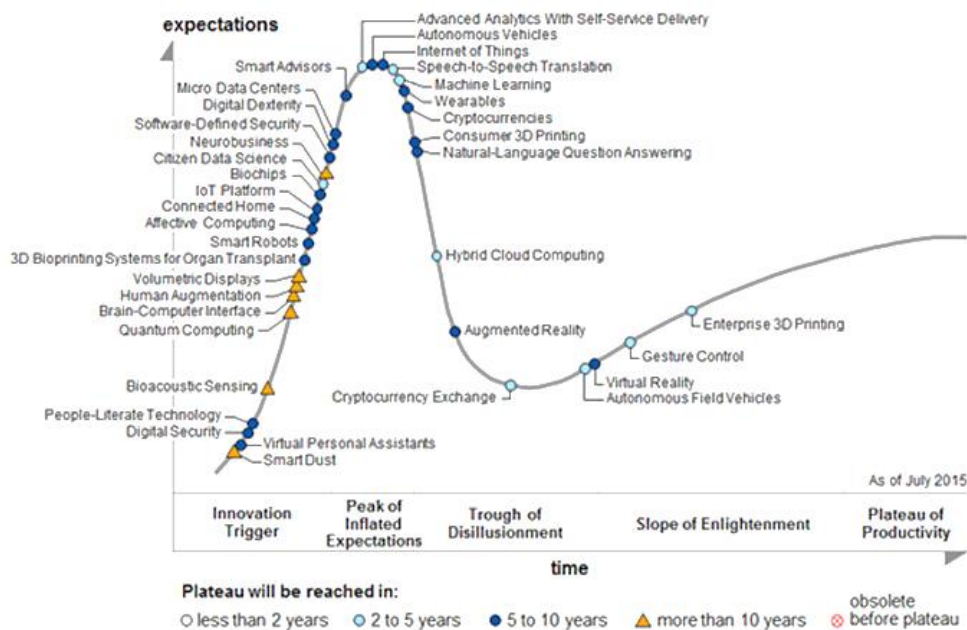 expectations
Advanced Analytics With Self-Service Delivery
Autonomous Vehicles
Internet of Things
Smart Advisors
Speech-to-Speech Translation
Micro Data Centers
Machine Learning
Digital Dexterity
Wearables
Software-Defined Security
Cryptocurrencies
Neurobusiness
Consumer 3D Printing
Citizen Data Science
Natural-Language Question Answering
Biochips
IoT Platform
Connected Home
Affective Computing
Smart Robots
3D Bioprinting Systems for Organ Transplant
Hybrid Cloud Computing
Volumetric Displays
Human Augmentation
Brain-Computer Interface
Quantum Computing
Augmented Reality
Enterprise 3D Printing
Gesture Control
Bioacoustic Sensing
Cryptocurrency Exchange
Virtual Reality
Autonomous Field Vehicles
People-Literate Technology
Digital Security
Virtual Personal Assistants
Smart Dust
As of July 2015
Innovation
Trigger
Peak of
Inflated
Expectations
Trough of
Disillusionment
Slope of Enlightenment
Plateau of
Productivity
time
Plateau will be reached in:
less than 2 years
2 to 5 years
5 to 10 years
more than 10 years
obsolete
before plateau